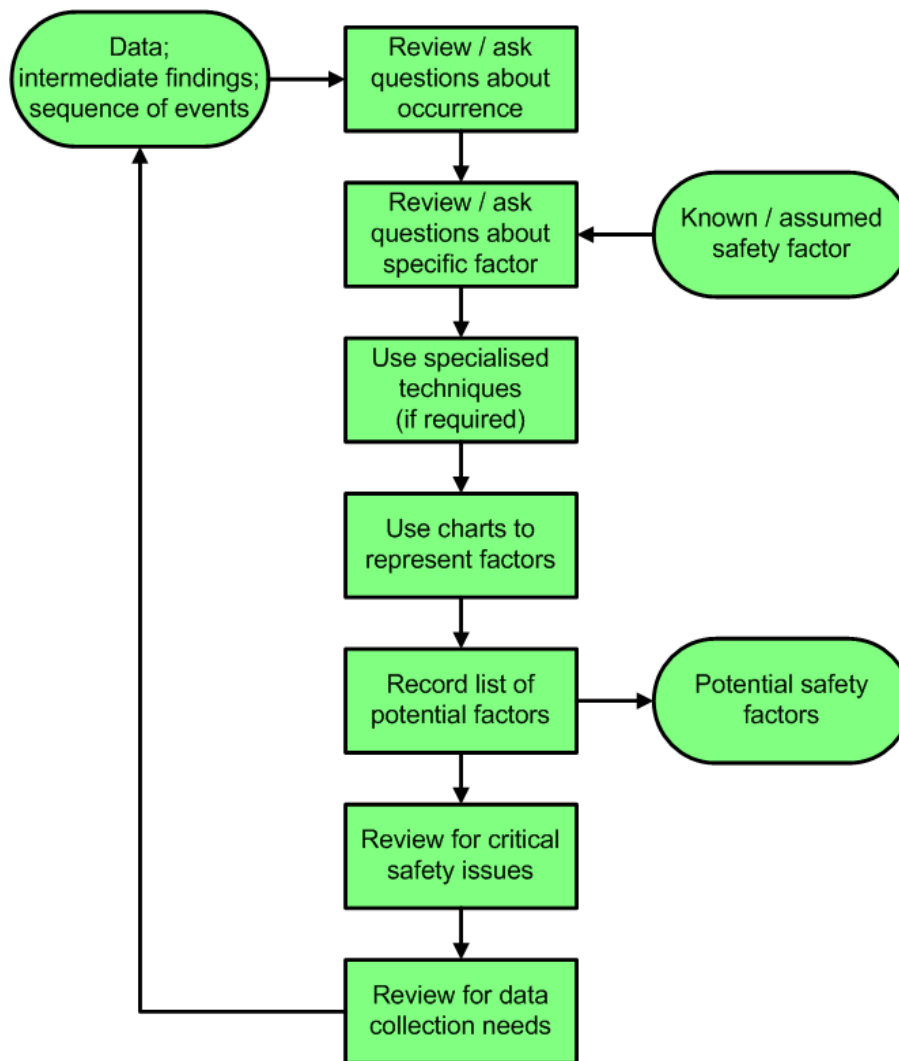 Data;
intermediate findings;
sequence of events
Review / ask
questions about
occurrence
Review / ask
questions about
specific factor
Known / assumed
safety factor
Use specialised
techniques
(if required)
Use charts to
represent factors
Record list of
potential factors
Potential safety
factors
Review for critical
safety issues
Review for data
collection needs